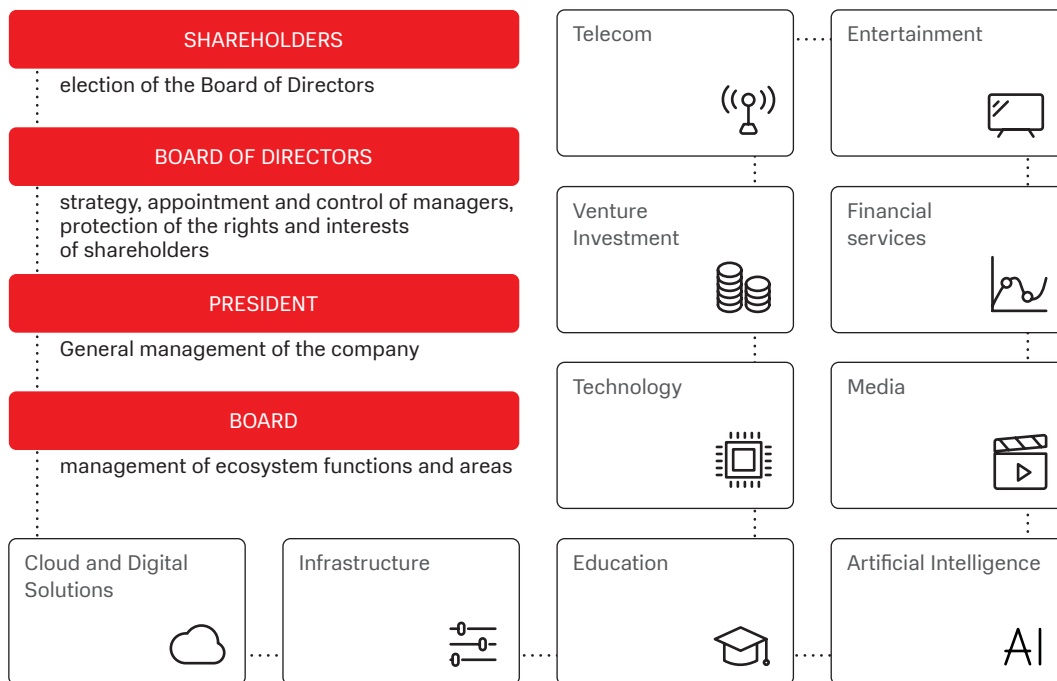 SHAREHOLDERS
election of the Board of Directors
BOARD OF DIRECTORS
strategy, appointment and control of managers,
protection of the rights and interests
of shareholders
PRESIDENT
General management of the company
BOARD
management of ecosystem functions and areas
Telecom
Entertainment
Venture
Investment
Financial
services
Technology
Media
Cloud and Digital
Solutions
Infrastructure
Education
Artificial Intelligence
AI